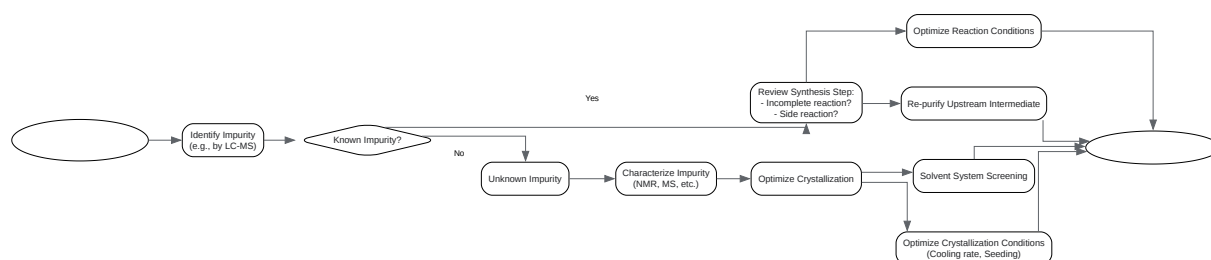 Optimize Reaction Conditions
Review Synthesis Step:
- Incomplete reaction?
- Side reaction?
Yes
Re-purify Upstream Intermediate
Identify Impurity
(e.g., by LC-MS)
Known Impurity?
No
Unknown Impurity
Characterize Impurity
(NMR, MS, etc.)
Optimize Crystallization
Solvent System Screening
Optimize Crystallization Conditions
(Cooling rate, Seeding)